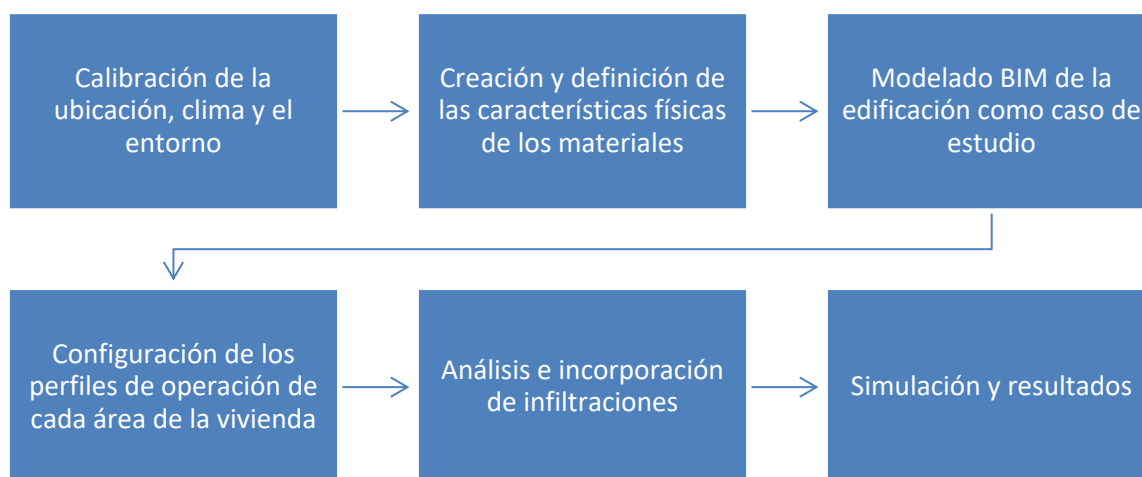 Calibración de la
ubicación, clima y el
entorno
Creación y definición de
las características físicas
de los materiales
Modelado BIM de la
edificación como caso de
estudio
Configuración de los
perfiles de operación de
cada área de la vivienda
Análisis e incorporación
de infiltraciones
Simulación y resultados